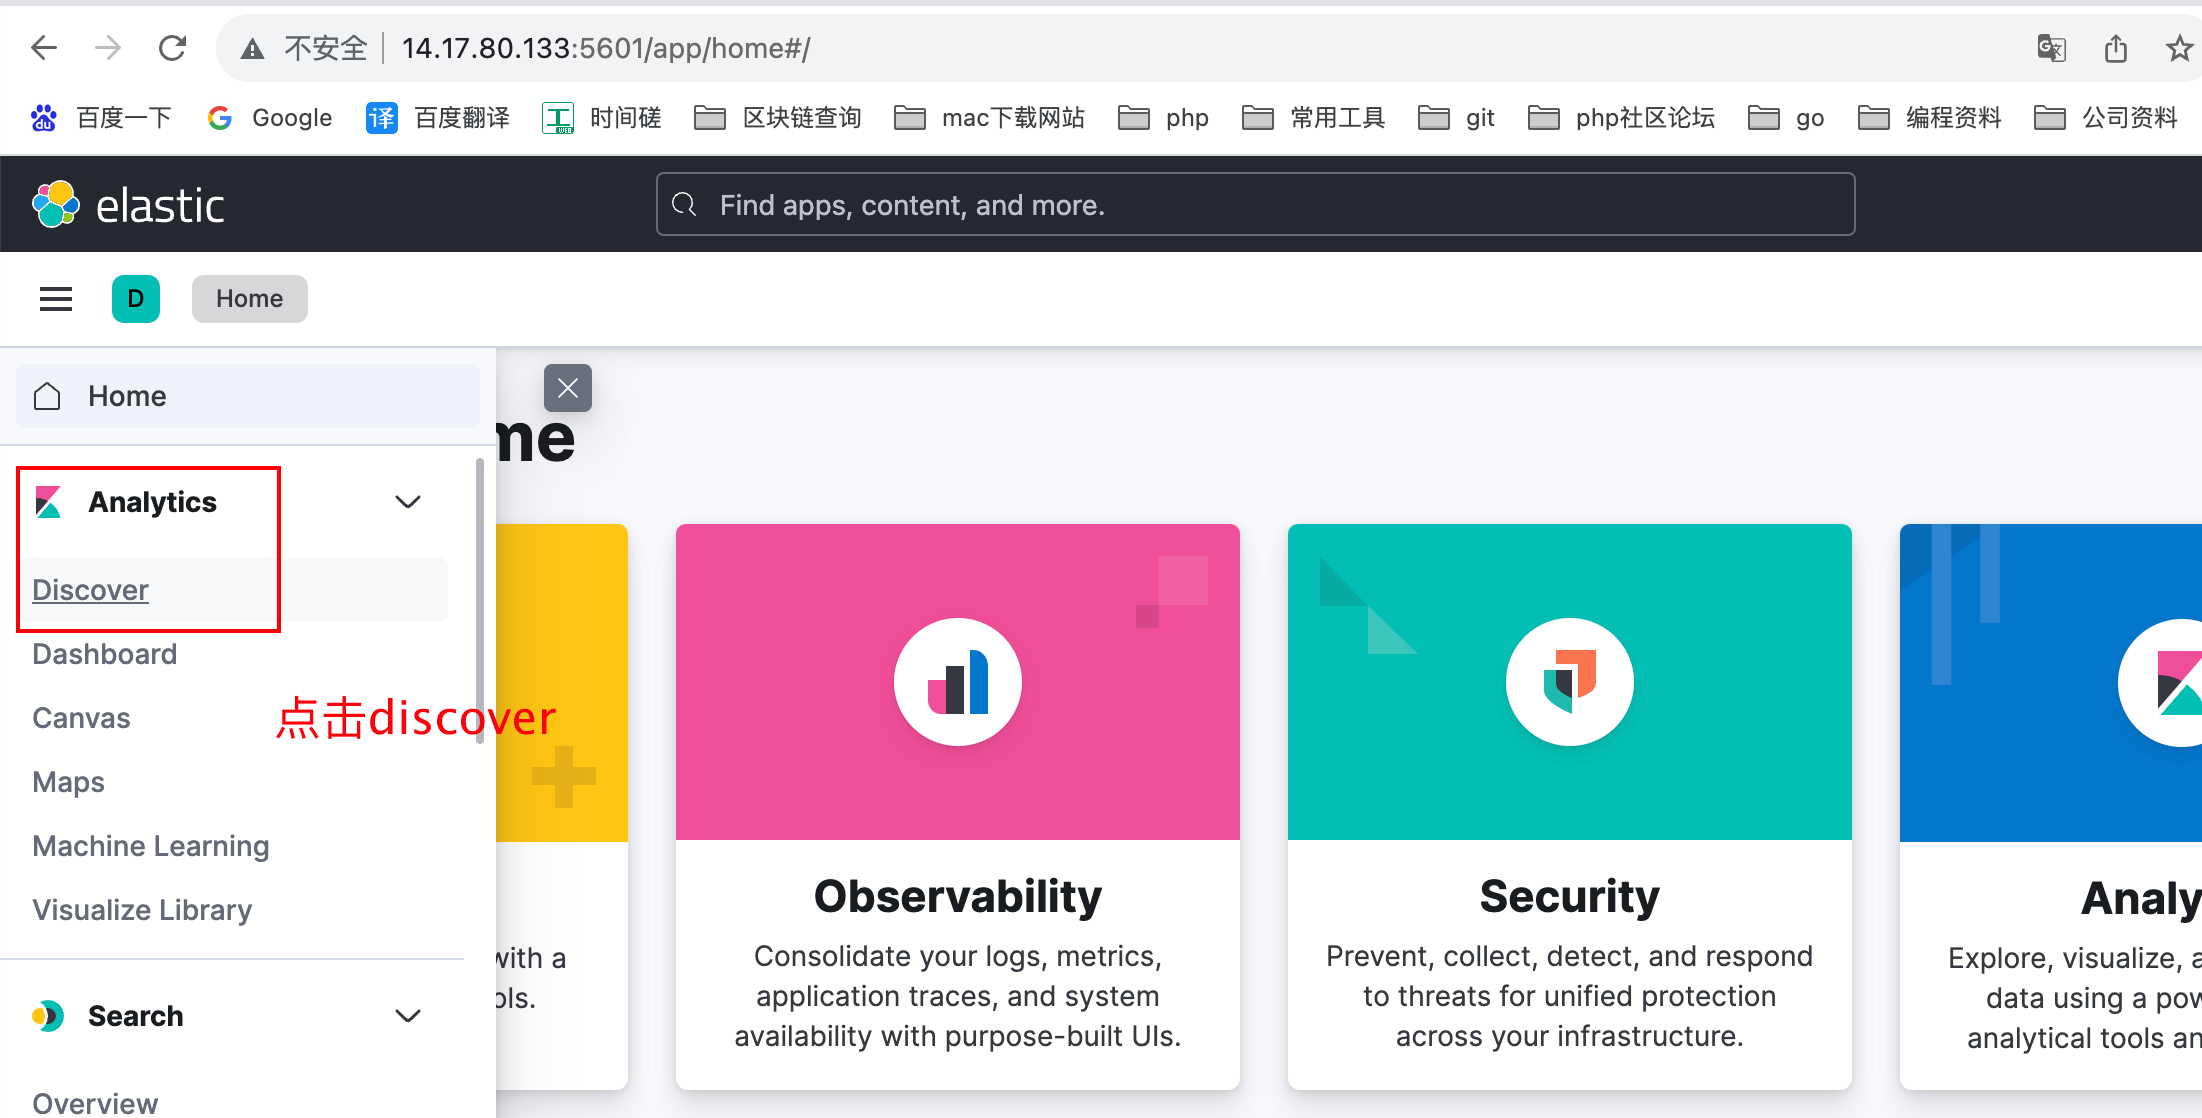 不安全 14.17.80.133:5601/app/home#/
百度一下 Google 译 百度翻译 时间磋 区块链查询 mac下载网站 php 常用工具 git php社区论坛 go 编程资料 公司资料
elastic Find apps, content, and more.
D Home
Home
me
Analytics
Discover
Dashboard
Canvas
点击discover
Maps
Machine Learning
Visualize Library
Search
Overview
with a
ols.
Observability
Consolidate your logs, metrics,
application traces, and system
availability with purpose-built UIs.
Security
Prevent, collect, detect, and respond
to threats for unified protection
across your infrastructure.
Analy
Explore, visualize, a
data using a pow
analytical tools an